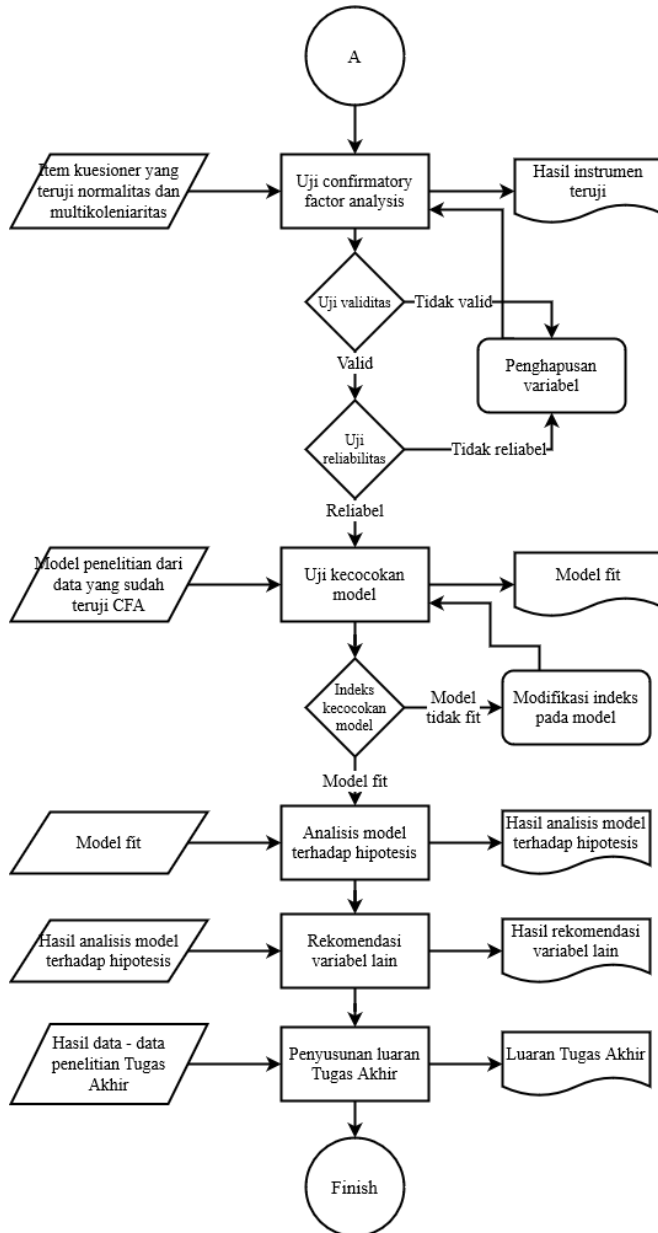 A
Item kuesioner yang
teruji normalitas dan
multikoleniaritas
Uji confirmatory
factor analysis
Hasil instrumen
teruji
Uji validitas
Tidak valid
Valid
Penghapusan
variabel
Uji
reliabilitas
Tidak reliabel
Reliabel
Model penelitian dari
data yang sudah
teruji CFA
Uji kecocokan
model
Model fit
Indeks
kecocokan
model
Model
tidak fit
Modifikasi indeks
pada model
Model fit
Model fit
Analisis model
terhadap hipotesis
Hasil analisis model
terhadap hipotesis
Hasil analisis model
terhadap hipotesis
Rekomendasi
variabel lain
Hasil rekomendasi
variabel lain
Hasil data - data
penelitian Tugas
Akhir
Penyusunan luaran
Tugas Akhir
Luaran Tugas Akhir
Finish